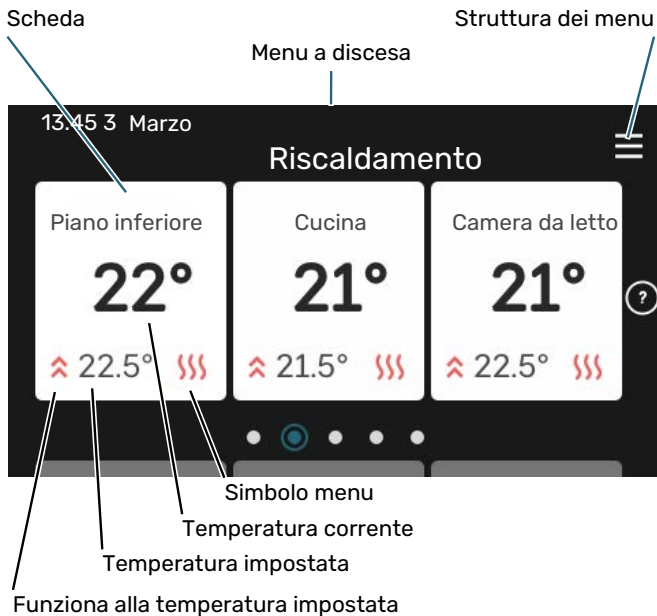 Scheda
Struttura dei menu
Menu a discesa
13.45 3 Marzo
Riscaldamento
Piano inferiore
Cucina
Camera da letto
22°
21°
21°
?
22.5°
21.5°
22.5°
Simbolo menu
Temperatura corrente
Temperatura impostata
Funziona alla temperatura impostata